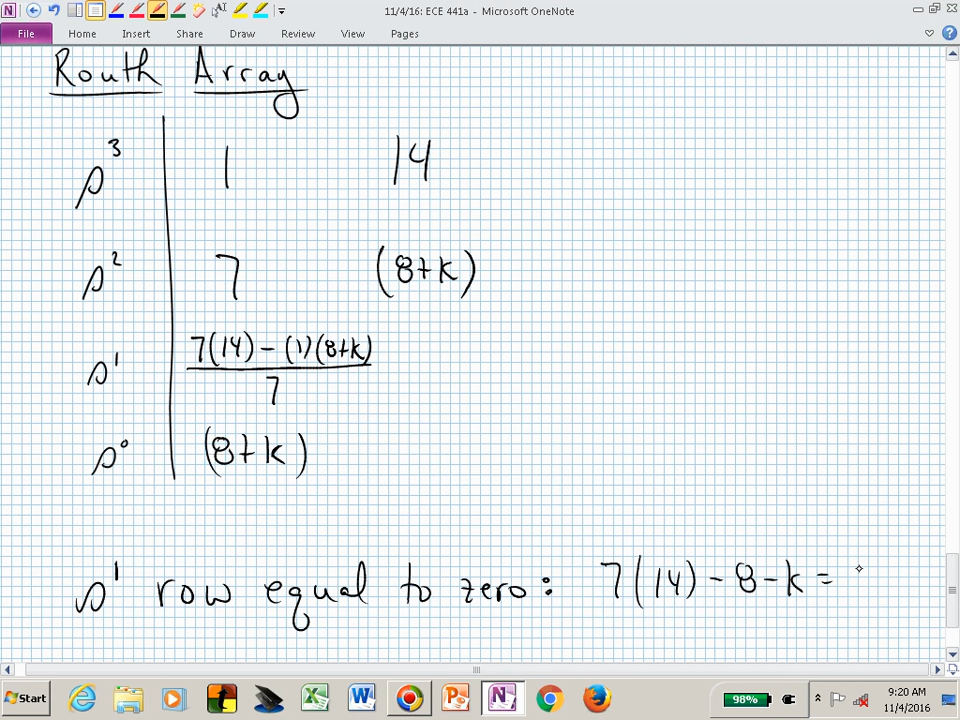 11/4/16: ECE 441a - Microsoft OneNote
File Home Insert Share Draw Review View Pages
Routh Array
s³ 1 14
s² 7 (8+k)
s¹ 7(14) - (1)(8+k)
7
s⁰ (8+k)
s¹ row equal to zero: 7(14) - 8 - k =
Start 98% 9:20 AM
11/4/2016